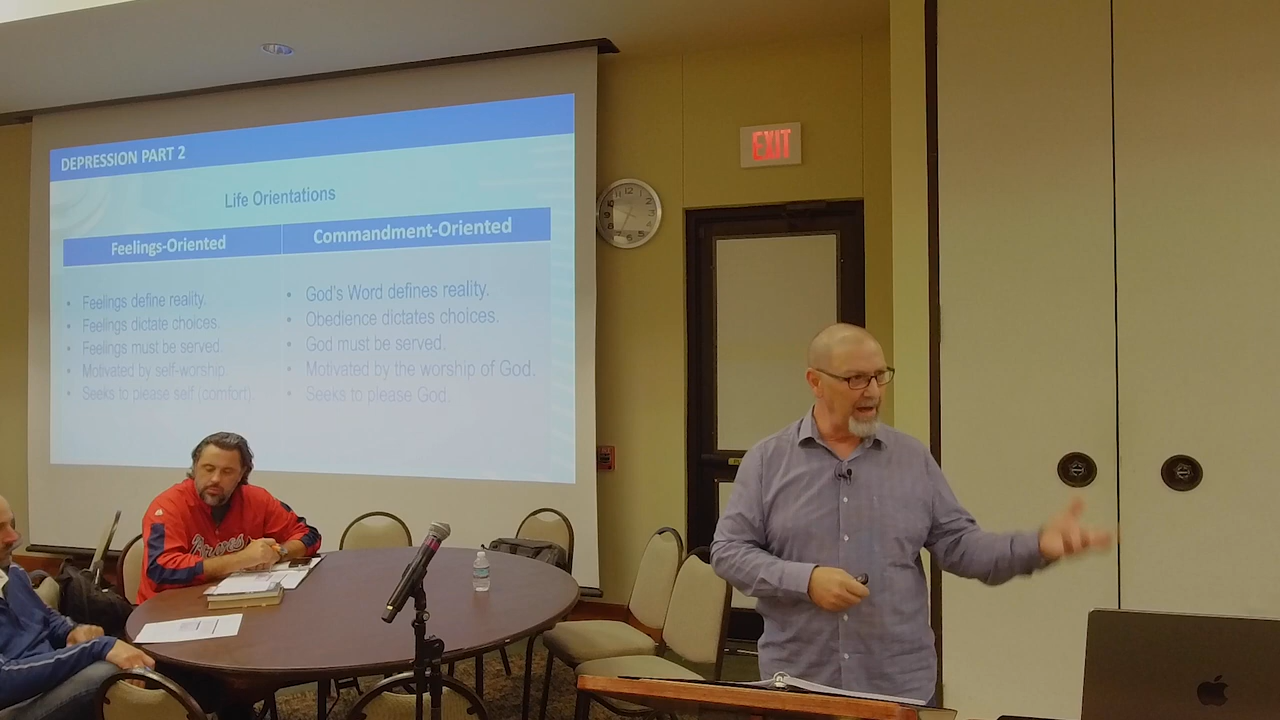 DEPRESSION PART 2
Life Orientations
Feelings-Oriented
Commandment-Oriented
• Feelings define reality.
• Feelings dictate choices.
• Feelings must be served.
• Motivated by self-worship.
• Seeks to please self (comfort).
• God's Word defines reality.
• Obedience dictates choices.
• God must be served.
• Motivated by the worship of God.
• Seeks to please God.
EXIT
Braves